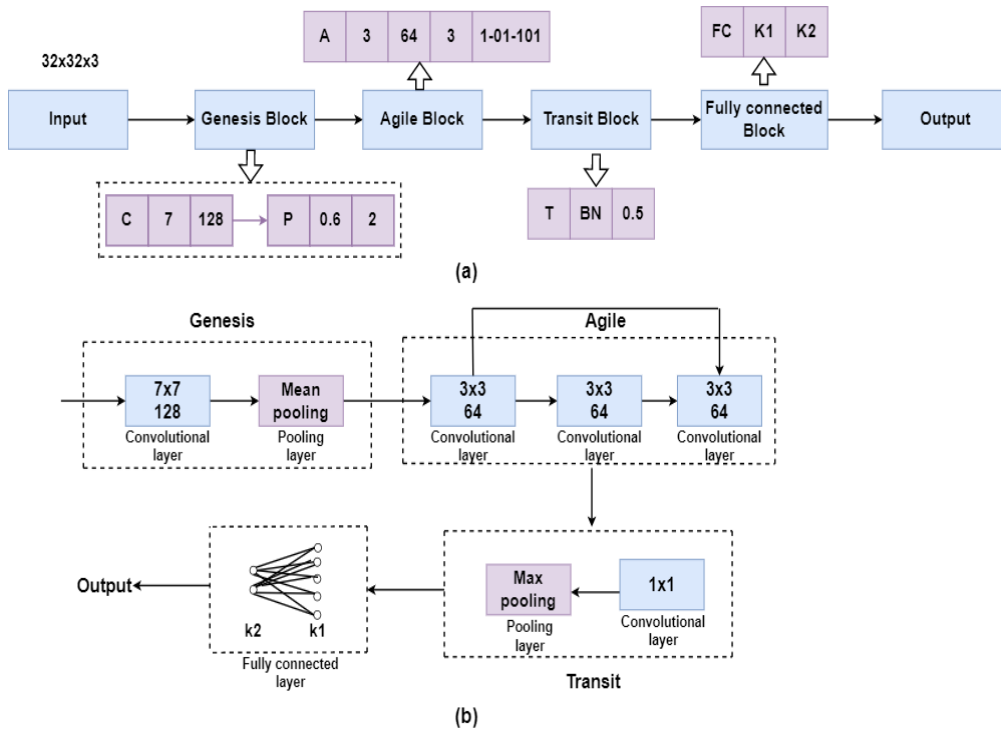 A 3 64 3 1-01-101
FC K1 K2
32x32x3
Input
Genesis Block
Agile Block
Transit Block
Fully connected
Block
Output
C 7 128
P 0.6 2
T BN 0.5
(a)
Genesis
Agile
7x7
128
Convolutional
layer
Mean
pooling
Pooling
layer
3x3
64
Convolutional
layer
3x3
64
Convolutional
layer
3x3
64
Convolutional
layer
Output
k2
k1
Fully connected
layer
Max
pooling
Pooling
layer
1x1
Convolutional
layer
Transit
(b)